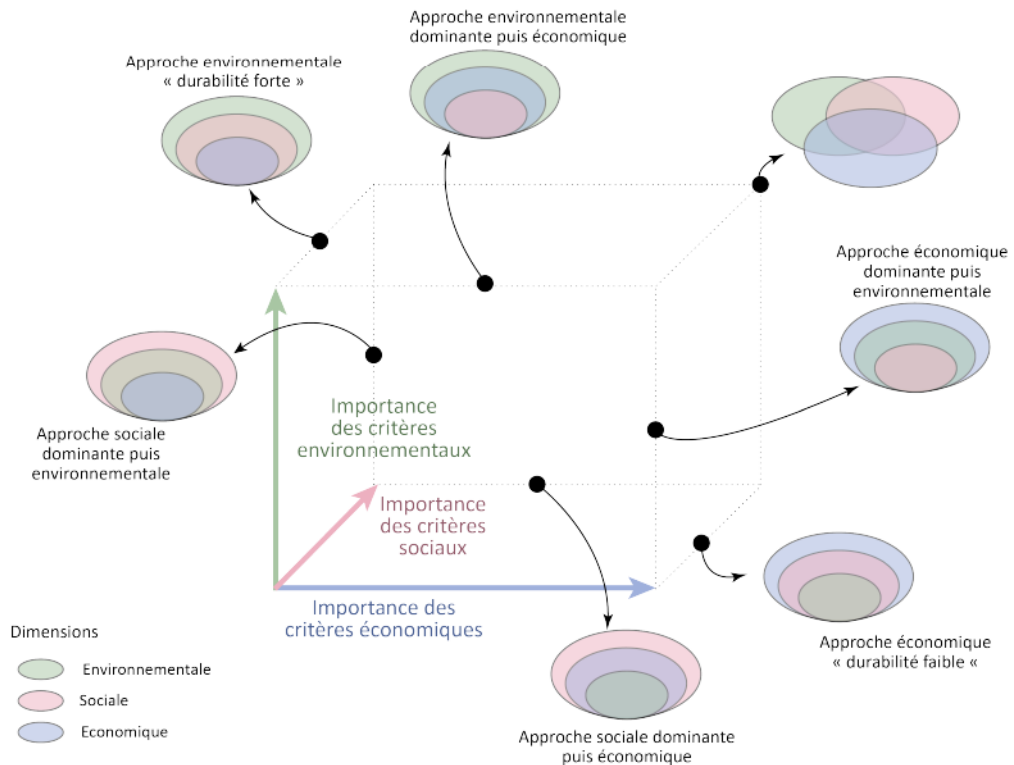 Approche environnementale
dominante puis économique
Approche environnementale
« durabilité forte »
Approche économique
dominante puis
environnementale
Importance
des critères
environnementaux
Approche sociale
dominante puis
environnementale
Importance
des critères
sociaux
Importance des
critères économiques
Dimensions
Environnementale
Sociale
Economique
Approche économique
« durabilité faible «
Approche sociale dominante
puis économique